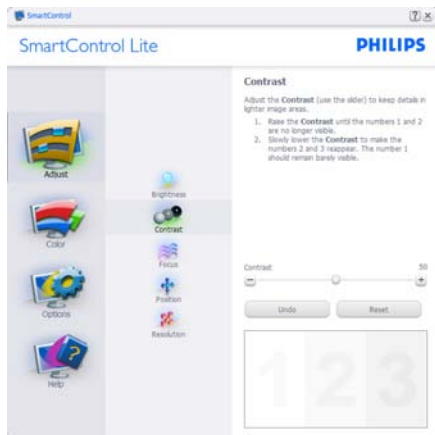 SmartControl
SmartControl Lite
PHILIPS
Adjust
Color
Options
Help
Brightness
Contrast
Focus
Position
Resolution
Contrast
Adjust the Contrast (use the slider) to keep details in
lighter image areas.
1. Raise the Contrast until the numbers 1 and 2
are no longer visible.
2. Slowly lower the Contrast to make the
numbers 2 and 3 reappear. The number 1
should remain barely visible.
Contrast 50
Undo Reset
1 2 3